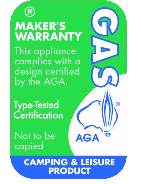 ®
MAKER'S
WARRANTY
GAS
This appliance
complies with a
design certified
by the AGA.
Type-Tested
Certification
®
Not to be
copied
AGA
CAMPING & LEISURE
PRODUCT